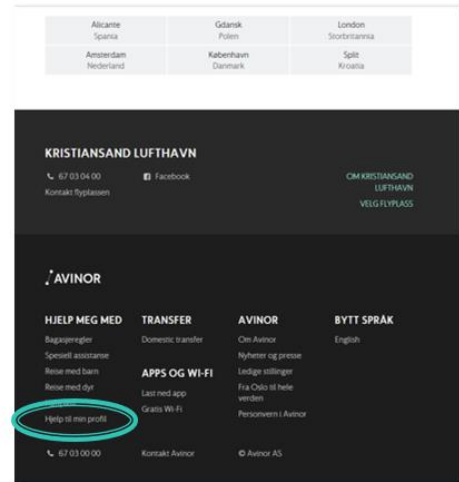 Alicante
Spania
Gdansk
Polen
London
Storbritannia
Amsterdam
Nederland
København
Danmark
Split
Kroatia
KRISTIANSAND LUFTHAVN
67 03 04 00
Facebook
Kontakt flyplassen
OM KRISTIANSAND
LUFTHAVN
VELG FLYPLASS
AVINOR
HJELP MEG MED
Bagasjeregler
Spesiell assistanse
Reise med barn
Reise med dyr
Hjelp til min profil
TRANSFER
Domestic transfer
APPS OG WI-FI
Last ned app
Gratis Wi-Fi
AVINOR
Om Avinor
Nyheter og presse
Ledige stillinger
Fra Oslo til hele
verden
Personvern i Avinor
BYTT SPRÅK
English
67 03 00 00
Kontakt Avinor
© Avinor AS